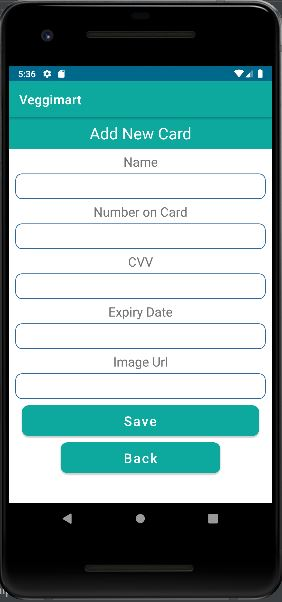 5:36
Veggimart
Add New Card
Name
Number on Card
CVV
Expiry Date
Image Url
Save
Back